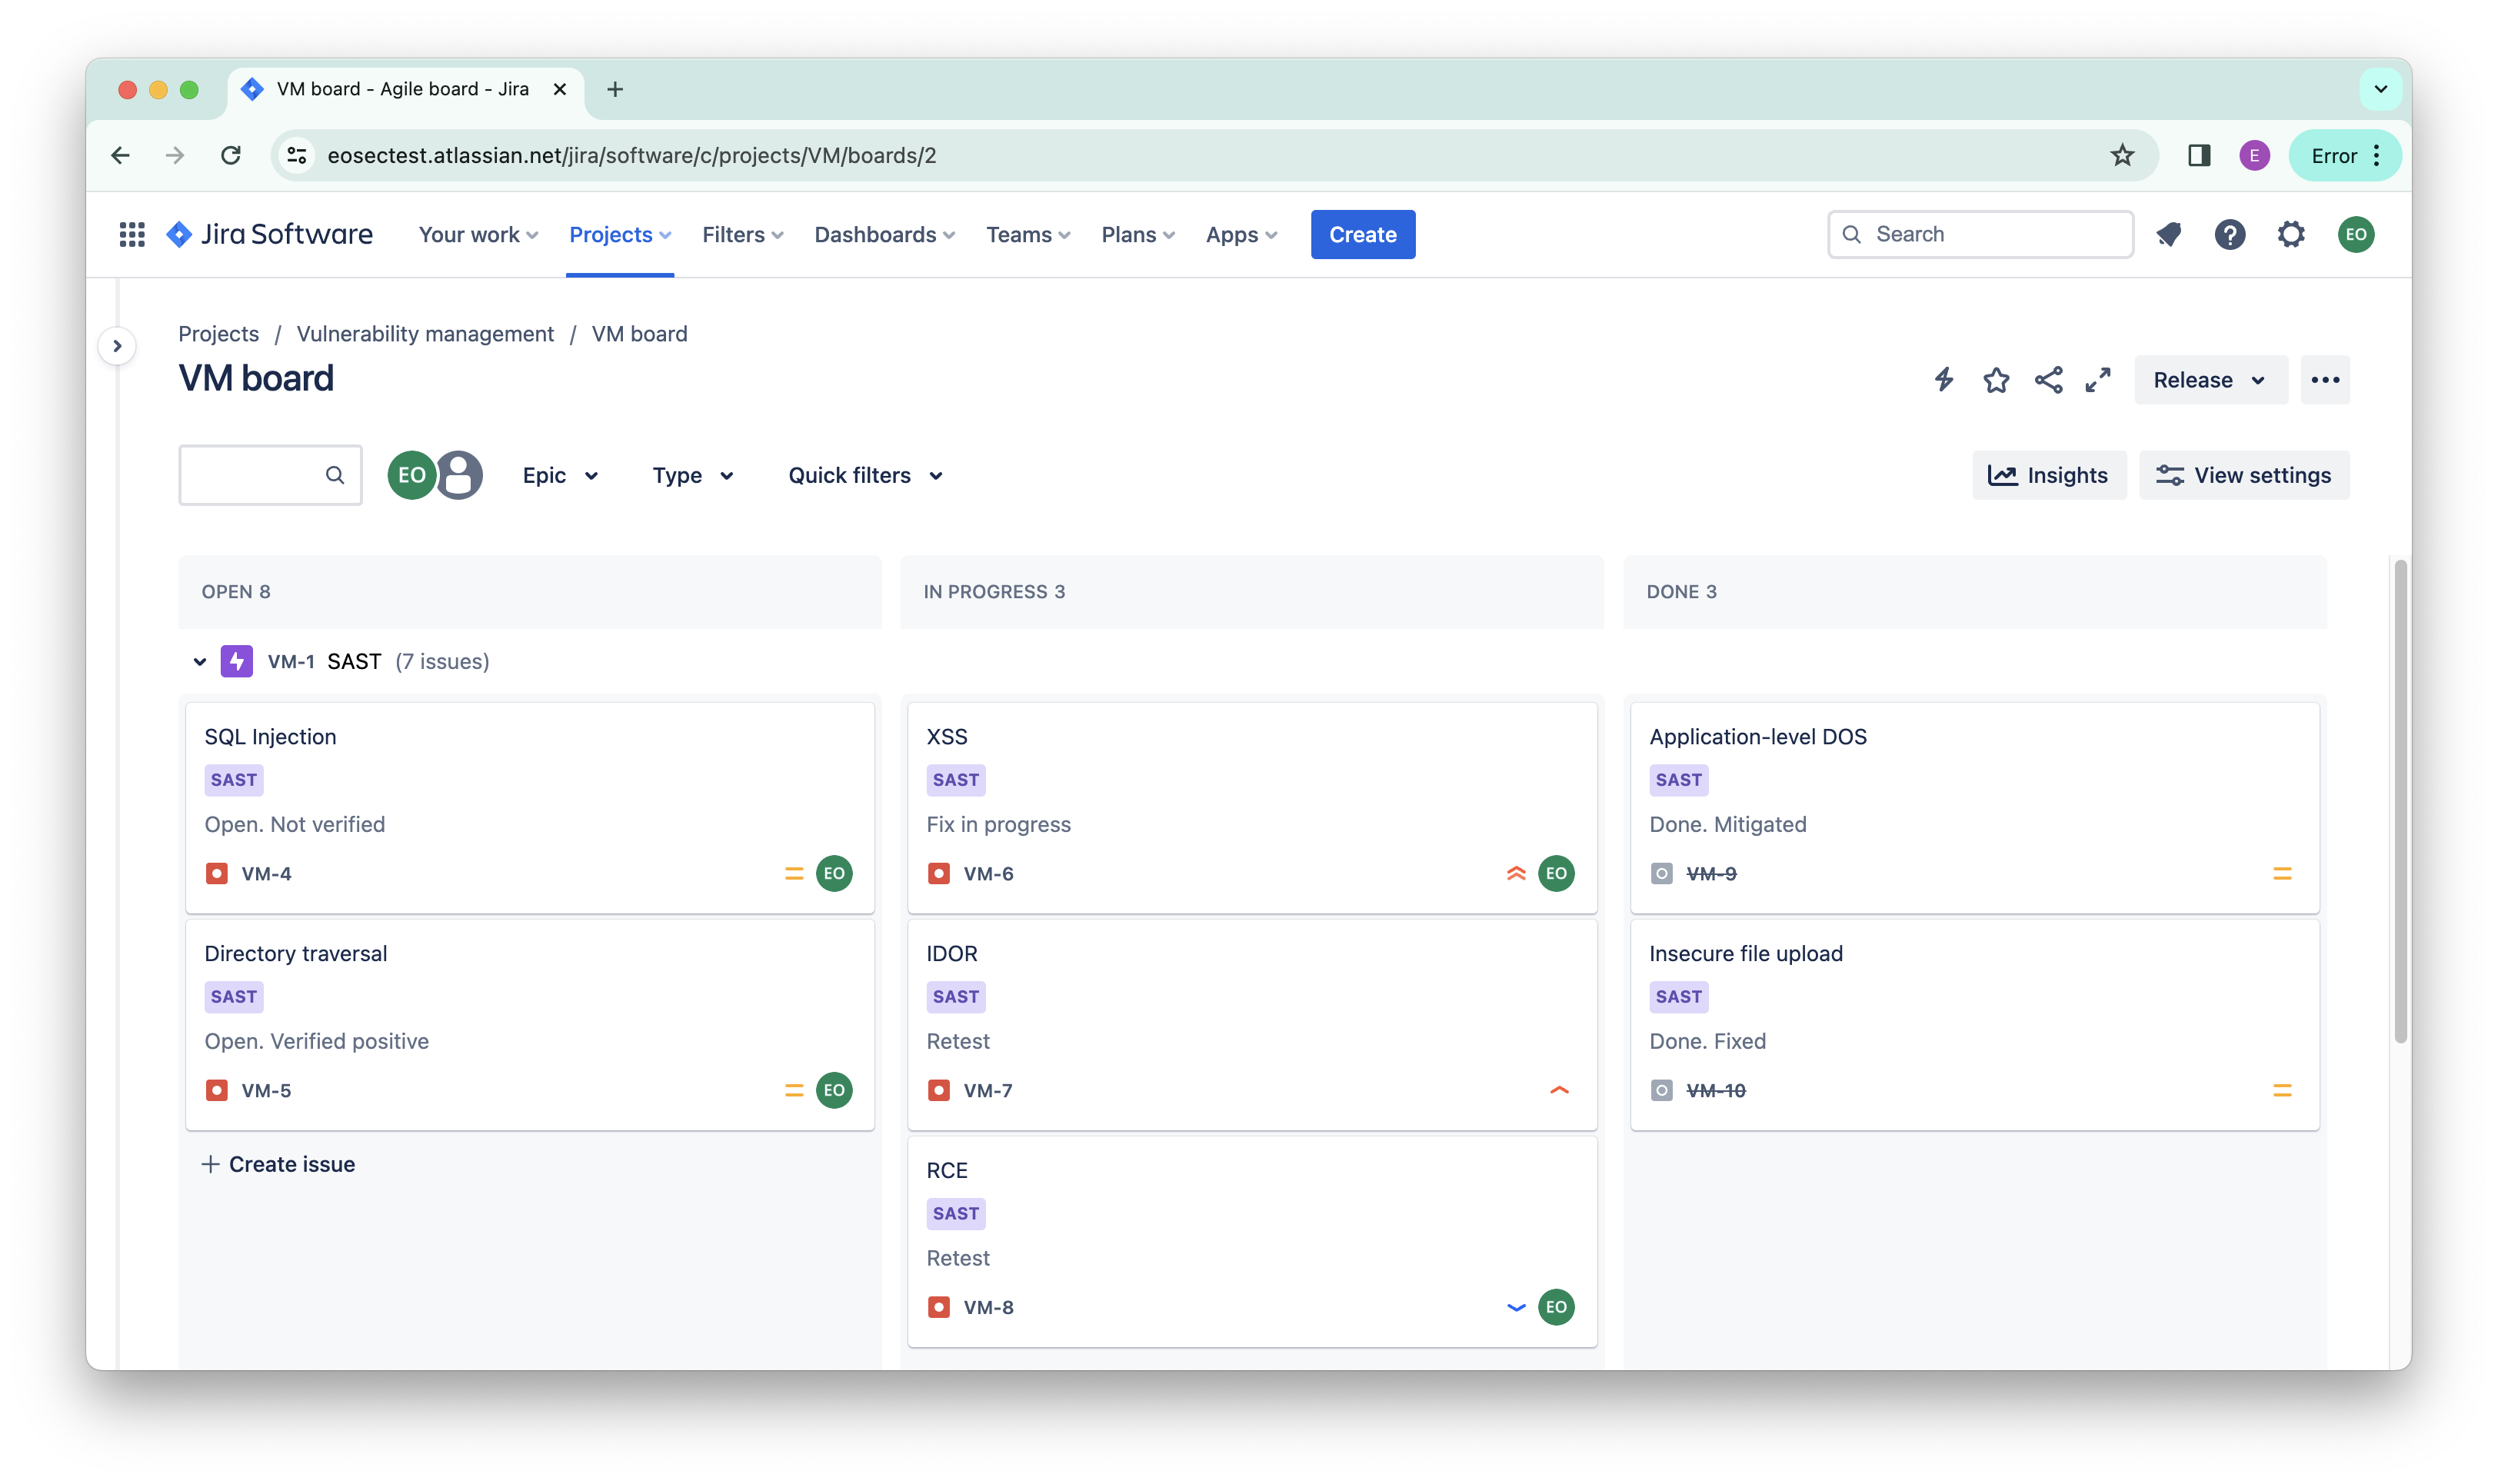 VM board - Agile board - Jira
eosectest.atlassian.net/jira/software/c/projects/VM/boards/2
E
Error
Jira Software
Your work
Projects
Filters
Dashboards
Teams
Plans
Apps
Create
Search
EO
Projects / Vulnerability management / VM board
VM board
Release
EO
Epic
Type
Quick filters
Insights
View settings
OPEN 8
IN PROGRESS 3
DONE 3
VM-1 SAST (7 issues)
SQL Injection
SAST
Open. Not verified
VM-4
EO
Directory traversal
SAST
Open. Verified positive
VM-5
EO
Create issue
XSS
SAST
Fix in progress
VM-6
EO
IDOR
SAST
Retest
VM-7
RCE
SAST
Retest
VM-8
EO
Application-level DOS
SAST
Done. Mitigated
VM-9
Insecure file upload
SAST
Done. Fixed
VM-10